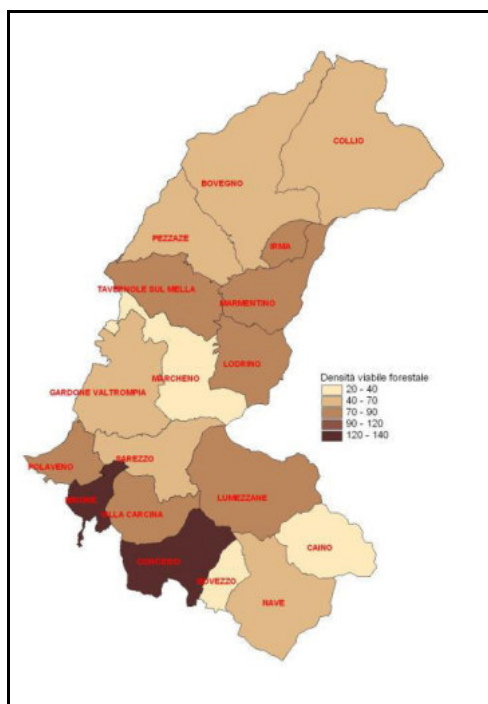 COLLIO
BOVEGNO
PEZZAZE
IRMA
TAVERNOLE SUL MELLA
MARMENTINO
LODRINO
MARCHENO
GARDONE VALTROMPIA
Densità viabile forestale
20 - 40
40 - 70
70 - 90
90 - 120
120 - 140
POLAVENO
SAREZZO
BRIONE
LUMEZZANE
VILLA CARCINA
CAINO
CONCESIO
BOVEZZO
NAVE